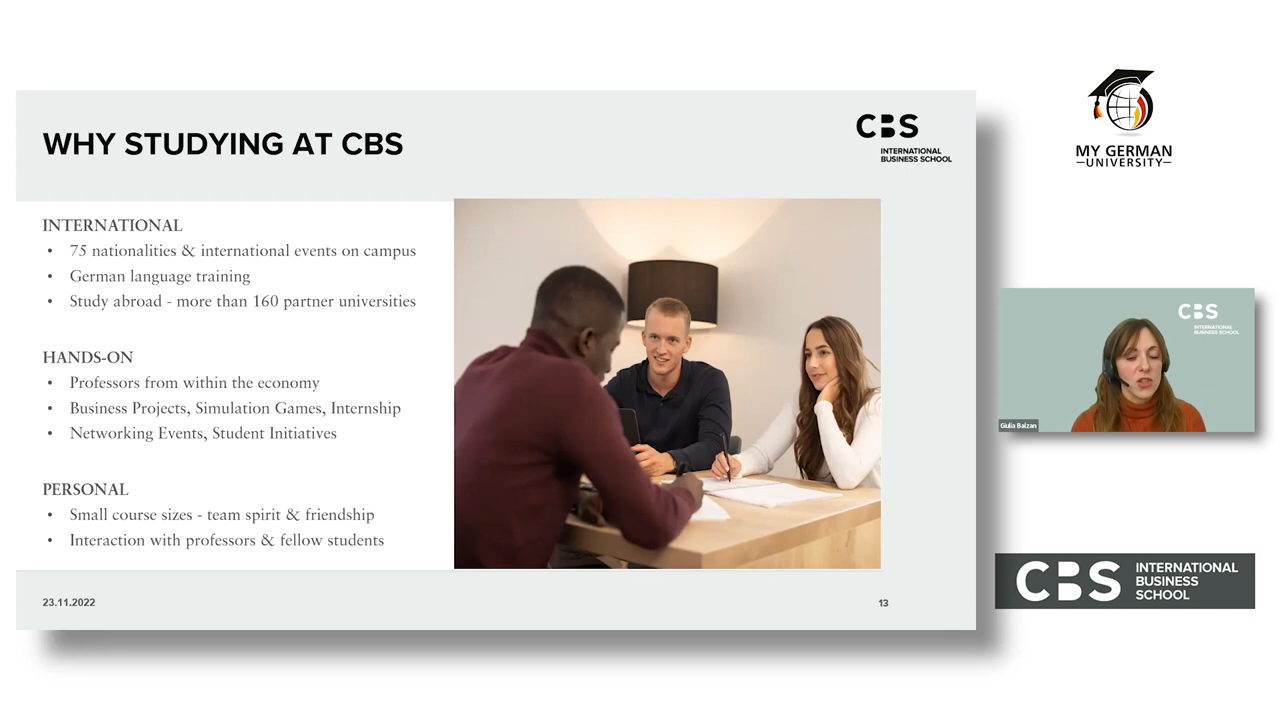 WHY STUDYING AT CBS
CBS
INTERNATIONAL
BUSINESS SCHOOL
INTERNATIONAL
• 75 nationalities & international events on campus
• German language training
• Study abroad - more than 160 partner universities
HANDS-ON
• Professors from within the economy
• Business Projects, Simulation Games, Internship
• Networking Events, Student Initiatives
PERSONAL
• Small course sizes - team spirit & friendship
• Interaction with professors & fellow students
23.11.2022
13
MY GERMAN
UNIVERSITY
CBS
INTERNATIONAL
BUSINESS SCHOOL
Giulia Balzan
CBS
INTERNATIONAL
BUSINESS
SCHOOL